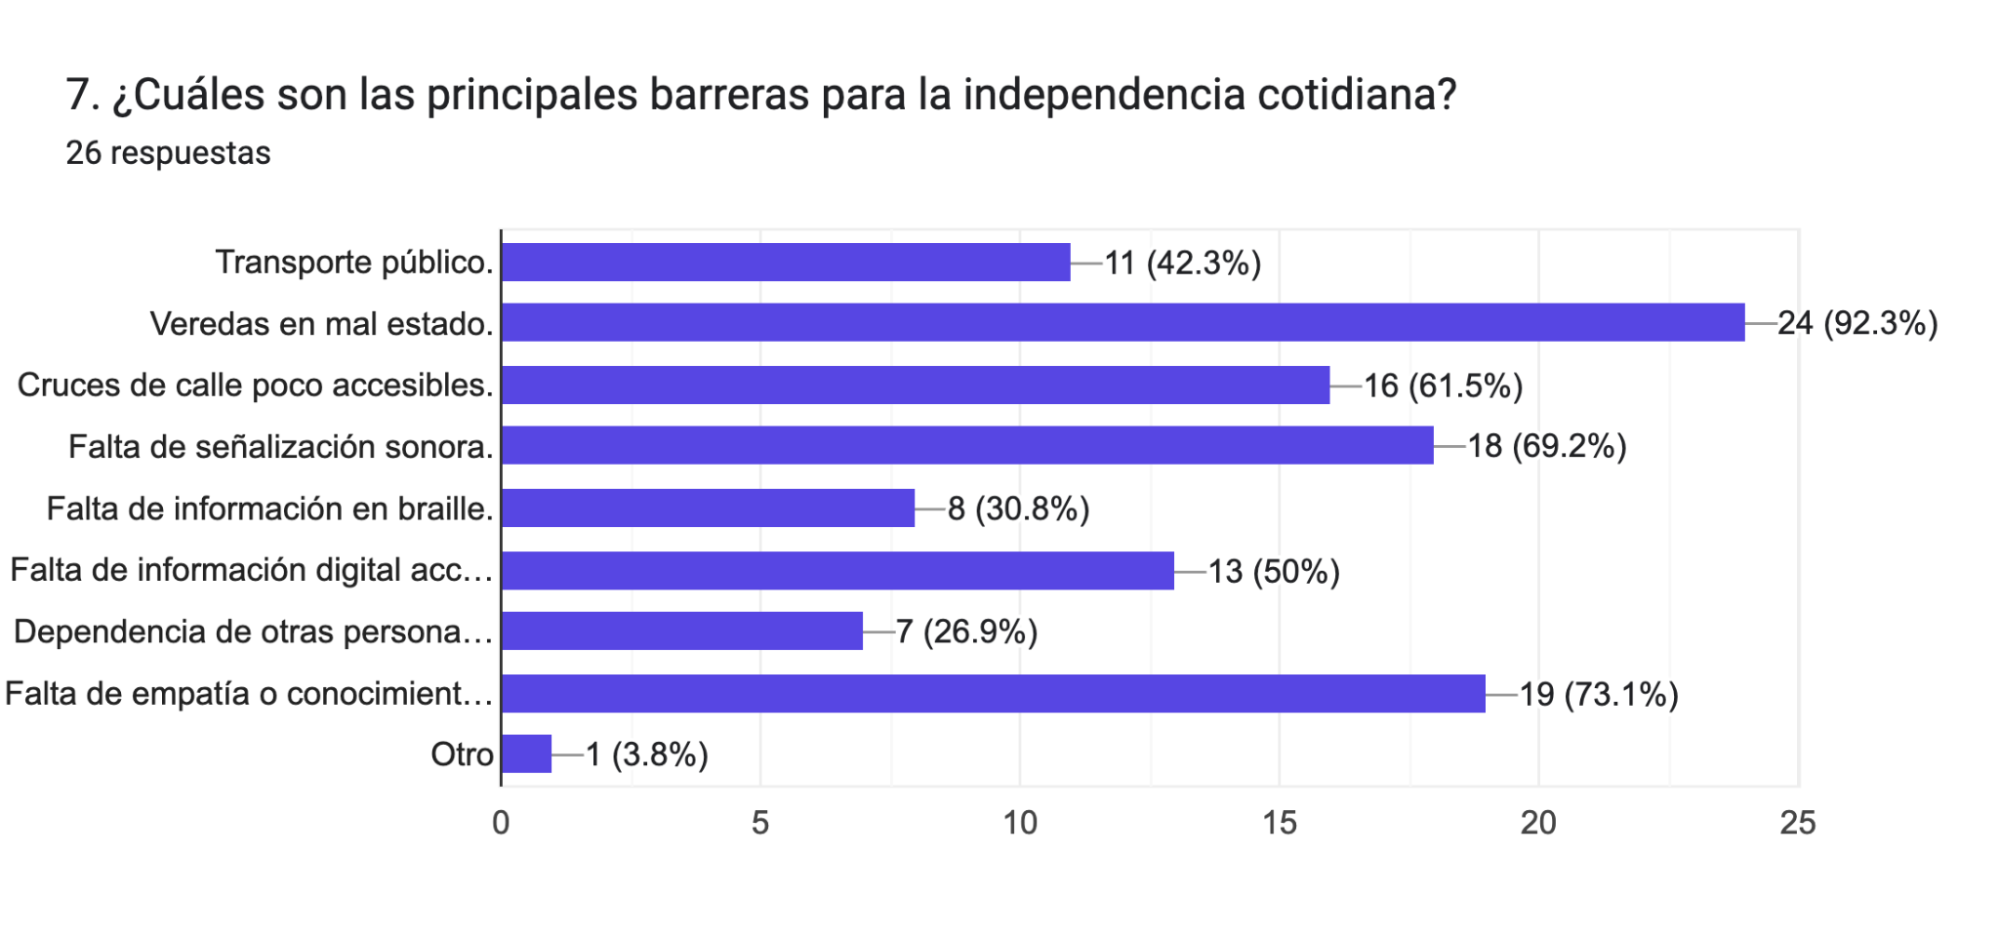 7. ¿Cuáles son las principales barreras para la independencia cotidiana?
26 respuestas
Transporte público. 11 (42.3%)
Veredas en mal estado. 24 (92.3%)
Cruces de calle poco accesibles. 16 (61.5%)
Falta de señalización sonora. 18 (69.2%)
Falta de información en braille. 8 (30.8%)
Falta de información digital acc… 13 (50%)
Dependencia de otras persona… 7 (26.9%)
Falta de empatía o conocimient… 19 (73.1%)
Otro 1 (3.8%)
0 5 10 15 20 25